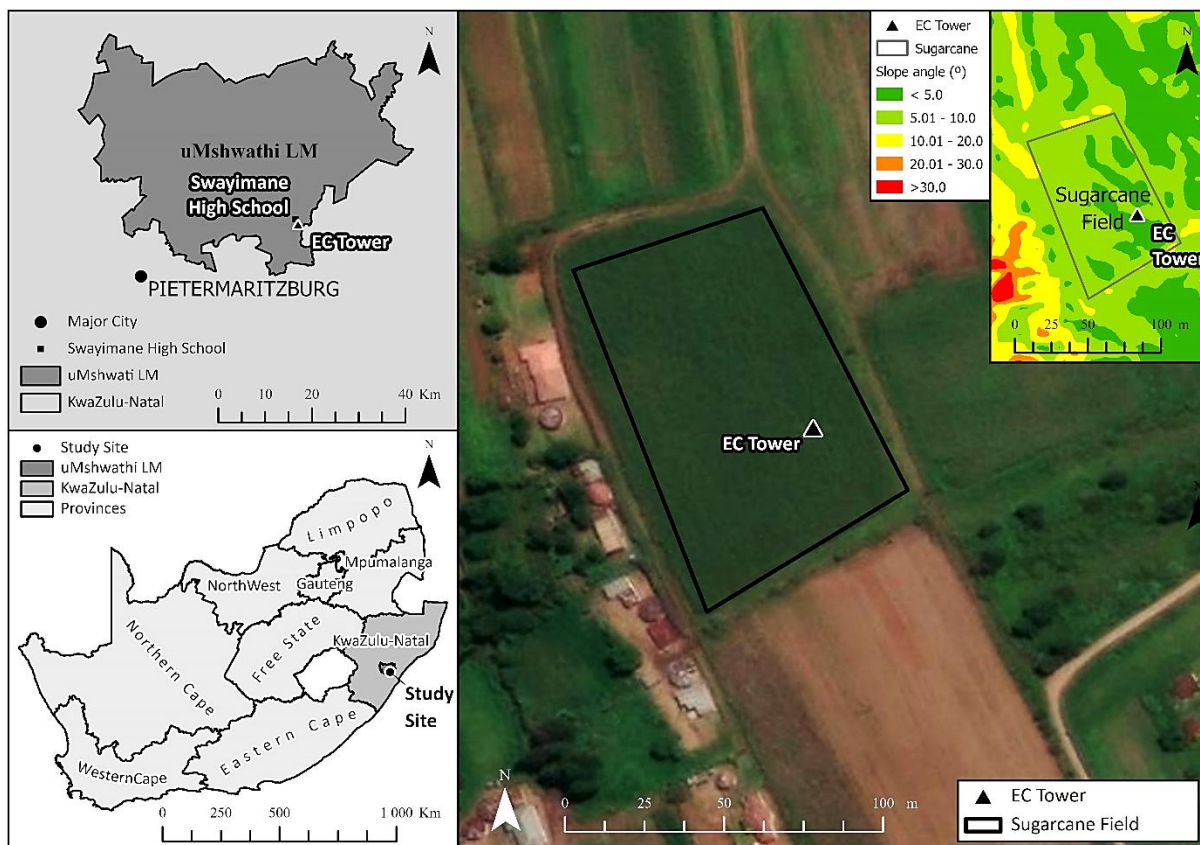 N
uMshwathi LM
Swayimane
High School
EC Tower
PIETERMARITZBURG
Major City
Swayimane High School
uMshwati LM
KwaZulu-Natal
0 10 20 40 Km
Study Site
uMshwathi LM
KwaZulu-Natal
Provinces
N
Limpopo
Mpumalanga
NorthWest
Gauteng
KwaZulu-Natal
Free State
Northern Cape
Study
Site
Eastern Cape
WesternCape
0 250 500 1 000 Km
EC Tower
N
0 25 50 100 m
EC Tower
Sugarcane Field
EC Tower
Sugarcane
Slope angle (º)
< 5.0
5.01 - 10.0
10.01 - 20.0
20.01 - 30.0
>30.0
N
Sugarcane
Field
EC
Tower
0 25 50 100 m